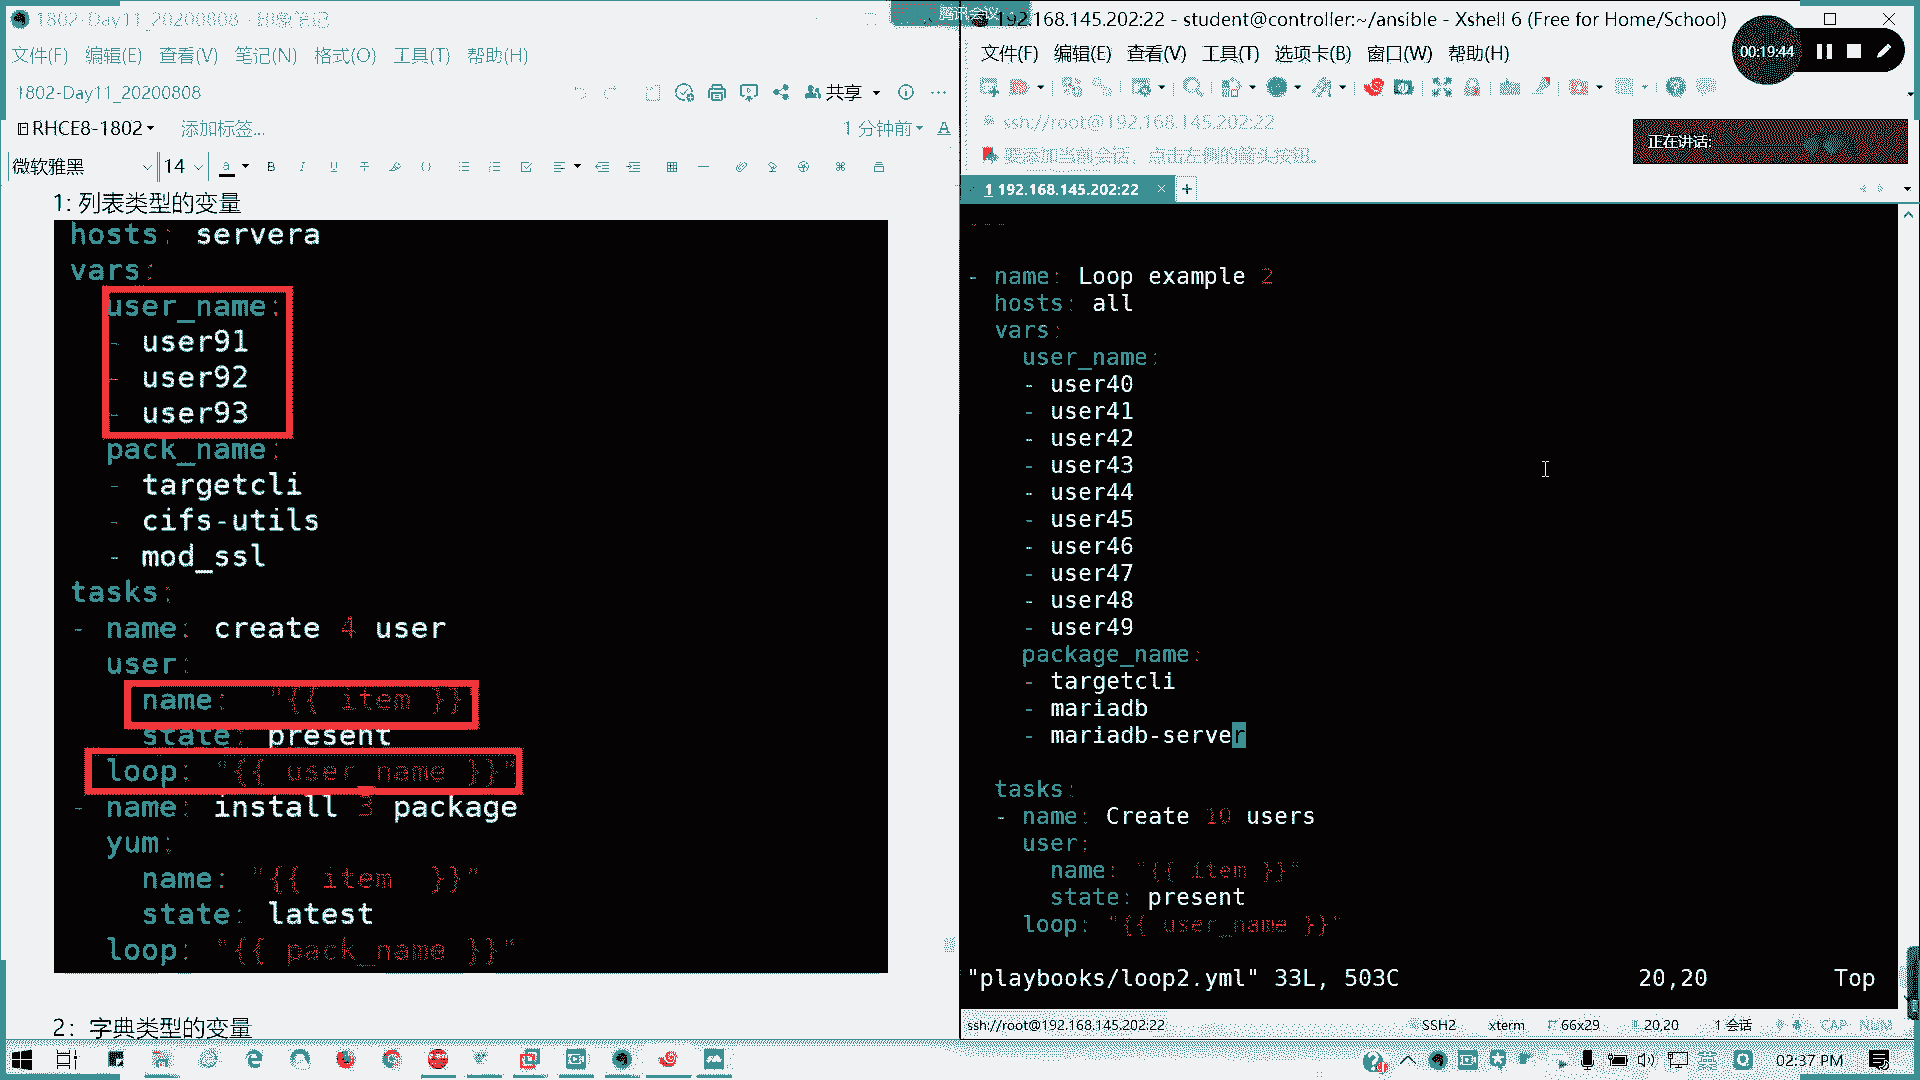 1802-Day11_20200808 - 印象笔记
文件(F) 编辑(E) 查看(V) 笔记(N) 格式(O) 工具(T) 帮助(H)
1802-Day11_20200808
共享
RHCE8-1802
添加标签...
1 分钟前
微软雅黑
14
1: 列表类型的变量
hosts: servera
vars:
user_name:
- user91
- user92
- user93
pack_name:
- targetcli
- cifs-utils
- mod_ssl
tasks:
- name: create 4 user
user:
name: "{{ item }}"
state: present
loop: "{{ user_name }}"
- name: install 3 package
yum:
name: "{{ item  }}"
state: latest
loop: "{{ pack_name }}"
2：字典类型的变量
腾讯会议
192.168.145.202:22 - student@controller:~/ansible - Xshell 6 (Free for Home/School)
文件(F) 编辑(E) 查看(V) 工具(T) 选项卡(B) 窗口(W) 帮助(H)
00:19:44
ssh://root@192.168.145.202:22
正在讲话:
要添加当前会话，点击左侧的箭头按钮。
1 192.168.145.202:22
---
- name: Loop example 2
hosts: all
vars:
user_name:
- user40
- user41
- user42
- user43
- user44
- user45
- user46
- user47
- user48
- user49
package_name:
- targetcli
- mariadb
- mariadb-server
tasks:
- name: Create 10 users
user:
name: "{{ item }}"
state: present
loop: "{{ user_name }}"
"playbooks/loop2.yml" 33L, 503C 20,20 Top
ssh://root@192.168.145.202:22 SSH2 xterm 66x29 20,20 1 会话 CAP NUM
02:37 PM